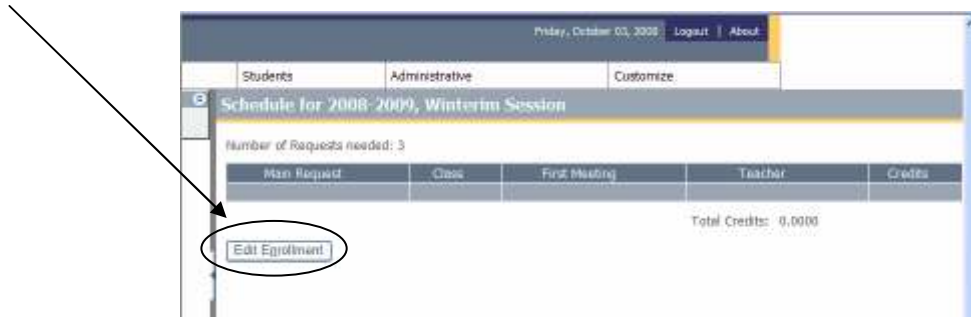 Friday, October 03, 2008 Logout | About
Students Administrative Customize
Schedule for 2008-2009, Winterim Session
Number of Requests needed: 3
Main Request Class First Meeting Teacher Credits
Total Credits: 0.0000
Edit Enrollment